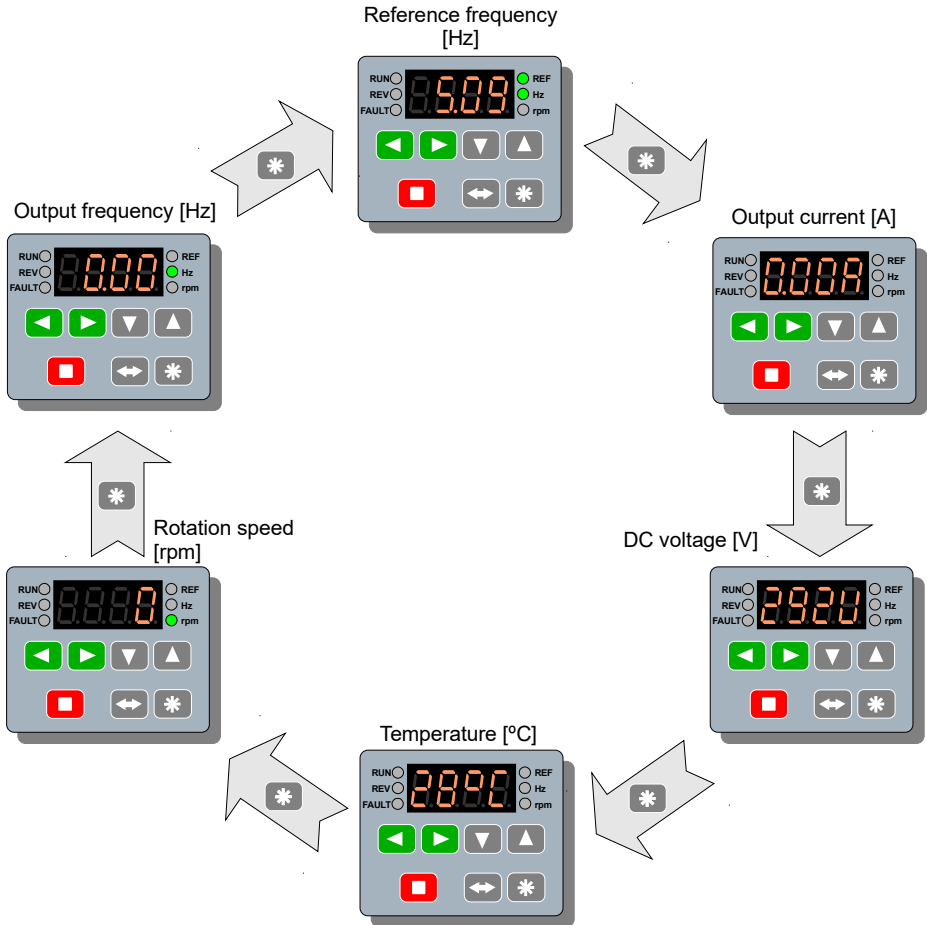 Reference frequency
[Hz]
RUN
REV
FAULT
5.09
REF
Hz
rpm
Output frequency [Hz]
RUN
REV
FAULT
0.00
REF
Hz
rpm
Output current [A]
RUN
REV
FAULT
0.00A
REF
Hz
rpm
Rotation speed
[rpm]
RUN
REV
FAULT
0
REF
Hz
rpm
DC voltage [V]
RUN
REV
FAULT
292U
REF
Hz
rpm
Temperature [ºC]
RUN
REV
FAULT
28ºC
REF
Hz
rpm